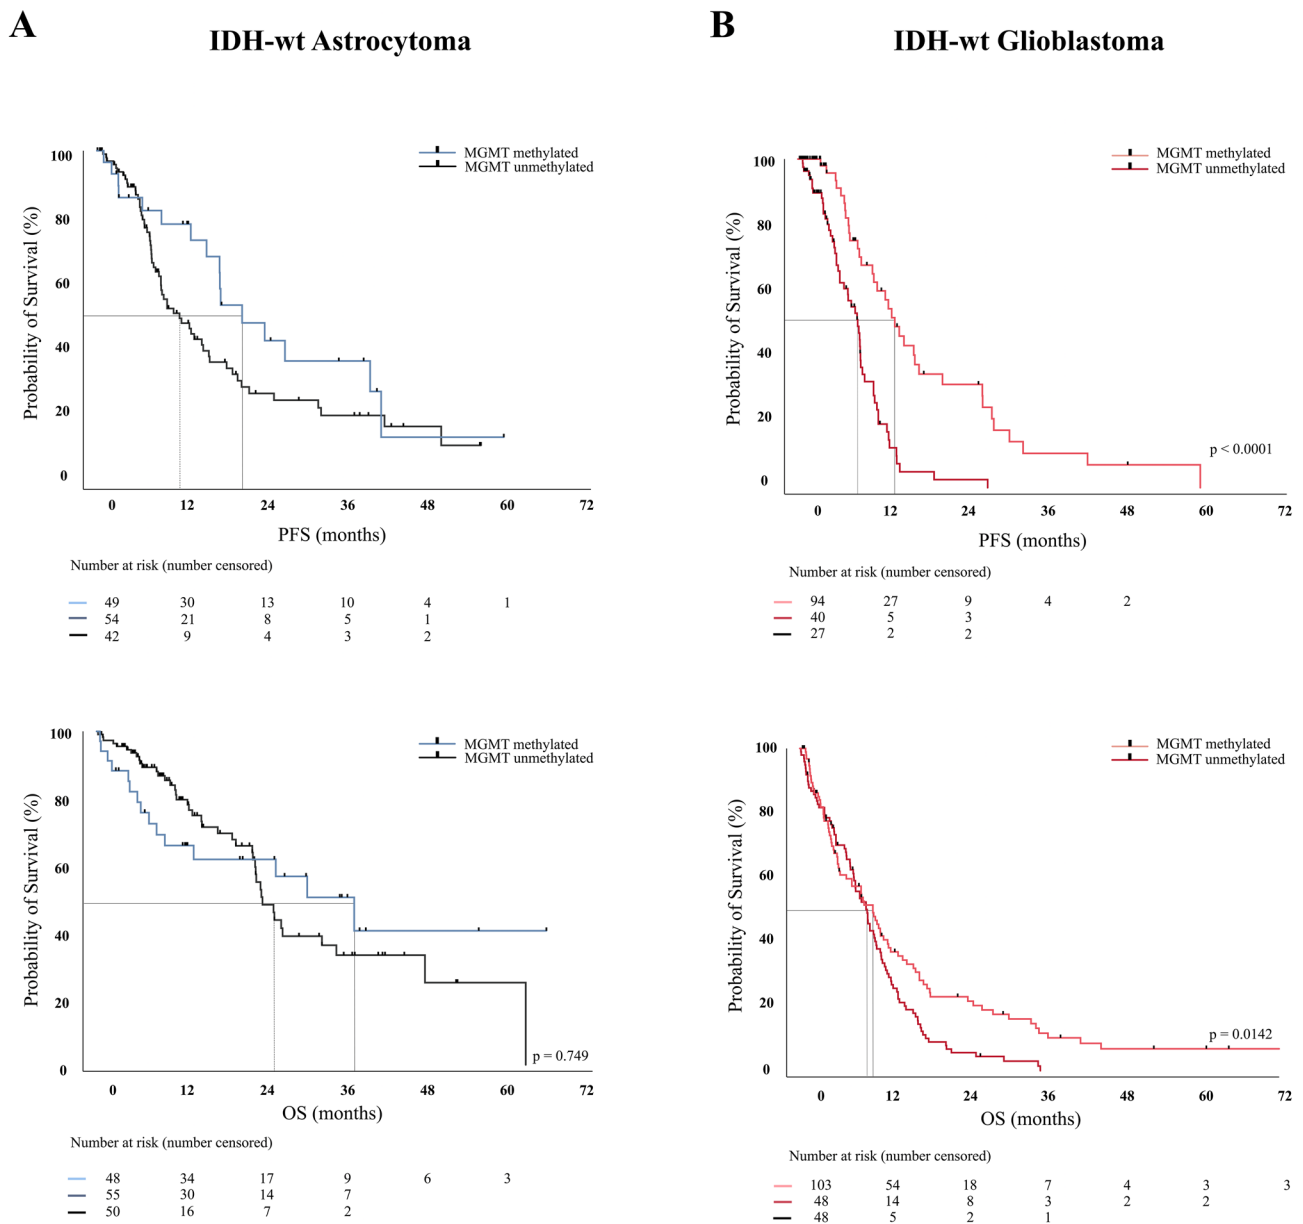 A
IDH-wt Astrocytoma
100
80
60
40
20
0
Probability of Survival (%)
MGMT methylated
MGMT unmethylated
0 12 24 36 48 60 72
PFS (months)
Number at risk (number censored)
49 30 13 10 4 1
54 21 8 5 1
42 9 4 3 2
100
80
60
40
20
0
Probability of Survival (%)
MGMT methylated
MGMT unmethylated
p = 0.749
0 12 24 36 48 60 72
OS (months)
Number at risk (number censored)
48 34 17 9 6 3
55 30 14 7
50 16 7 2
B
IDH-wt Glioblastoma
100
80
60
40
20
0
Probability of Survival (%)
MGMT methylated
MGMT unmethylated
p < 0.0001
0 12 24 36 48 60 72
PFS (months)
Number at risk (number censored)
94 27 9 4 2
40 5 3
27 2 2
100
80
60
40
20
0
Probability of Survival (%)
MGMT methylated
MGMT unmethylated
p = 0.0142
0 12 24 36 48 60 72
OS (months)
Number at risk (number censored)
103 54 18 7 4 3 3
48 14 8 3 2 2
48 5 2 1